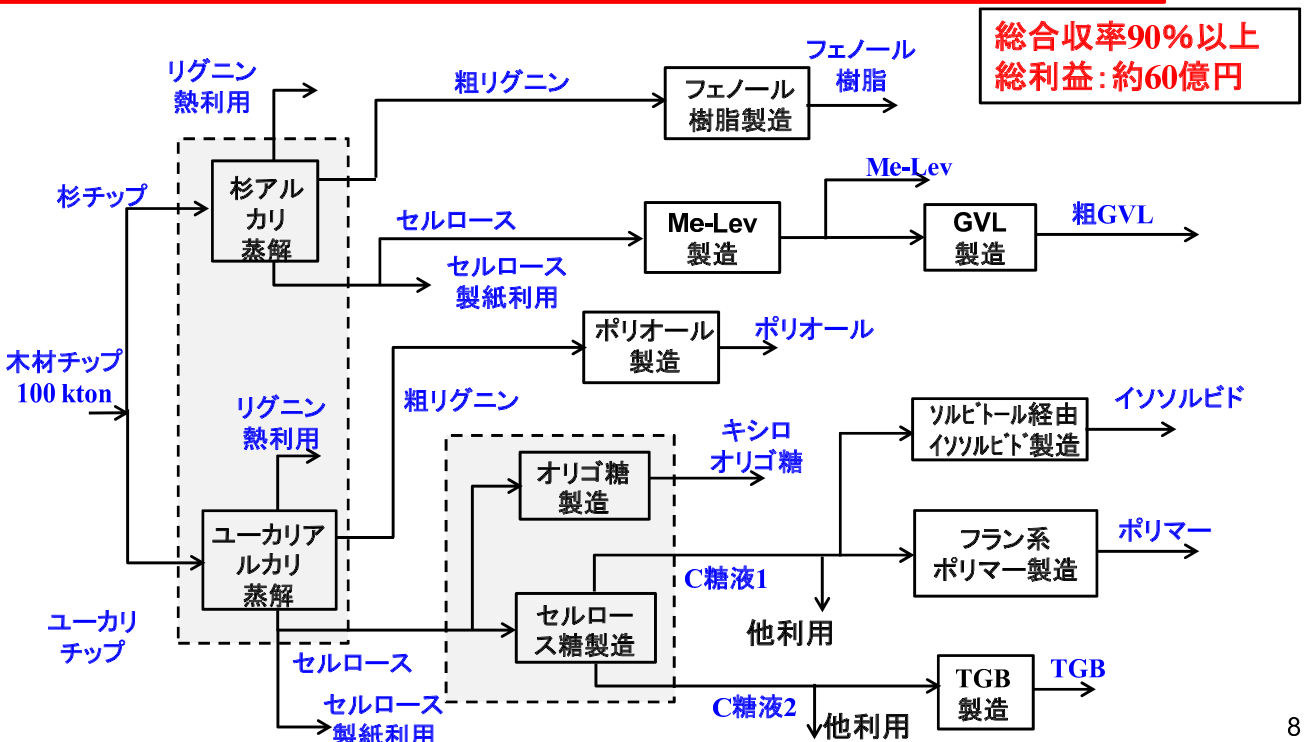 総合収率90%以上
総利益：約60億円
リグニン
熱利用
粗リグニン
フェノール
樹脂製造
フェノール
樹脂
杉チップ
杉アル
カリ
蒸解
セルロース
Me-Lev
製造
Me-Lev
GVL
製造
粗GVL
セルロース
製紙利用
木材チップ
100 kton
ポリオール
製造
ポリオール
リグニン
熱利用
粗リグニン
キシロ
オリゴ糖
ソルビトール経由
イソソルビド製造
イソソルビド
オリゴ糖
製造
ユーカリア
ルカリ
蒸解
C糖液1
フラン系
ポリマー製造
ポリマー
ユーカリ
チップ
セルロー
ス糖製造
他利用
セルロース
セルロース
製紙利用
C糖液2
他利用
TGB
製造
TGB
8